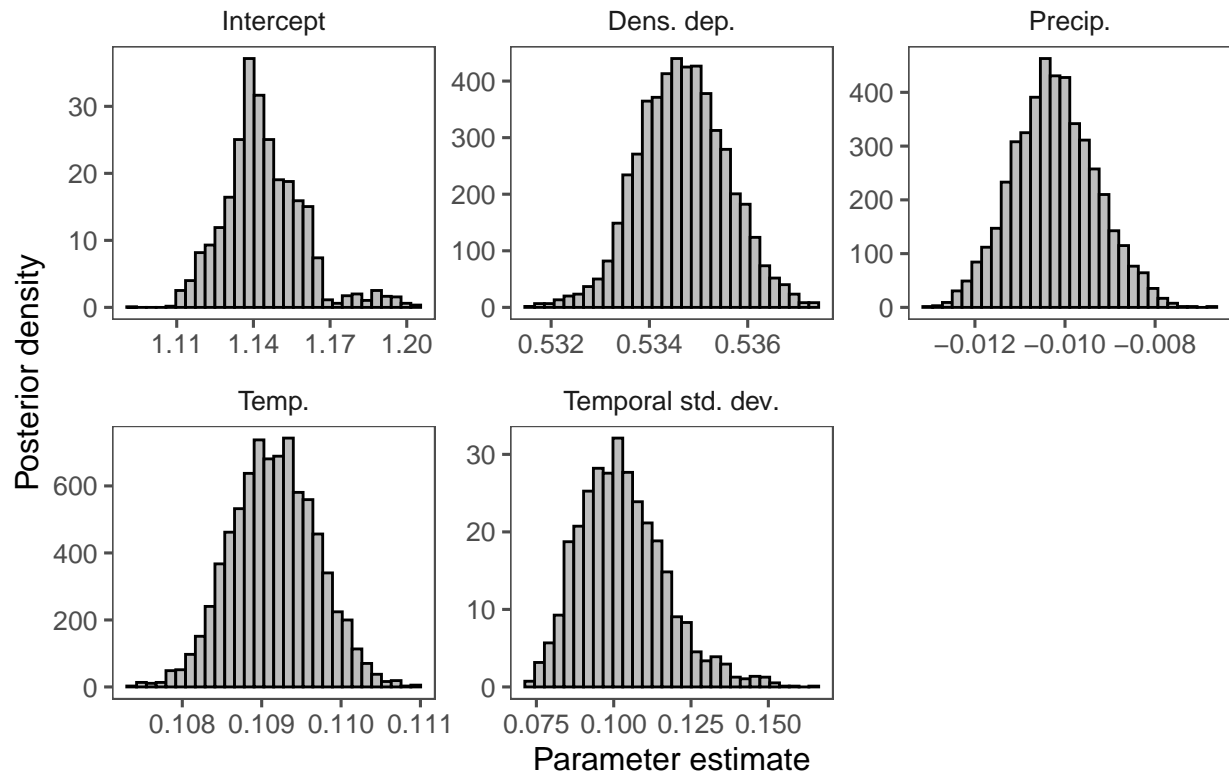 Intercept
Dens. dep.
Precip.
30
20
10
0
1.11 1.14 1.17 1.20
400
300
200
100
0
0.532 0.534 0.536
400
300
200
100
0
−0.012 −0.010 −0.008
Temp.
Temporal std. dev.
600
400
200
0
0.108 0.109 0.110 0.111
30
20
10
0
0.075 0.100 0.125 0.150
Posterior density
Parameter estimate